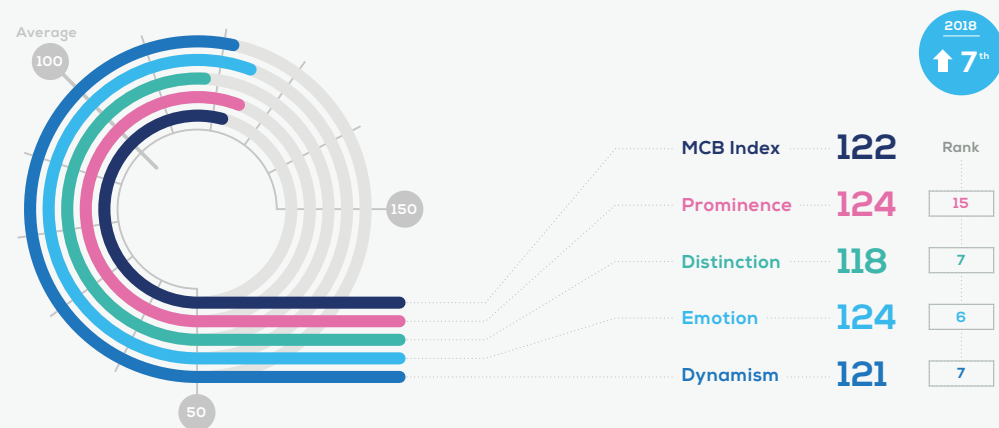 Average
100
150
50
2018
7th
MCB Index 122 Rank
Prominence 124 15
Distinction 118 7
Emotion 124 6
Dynamism 121 7